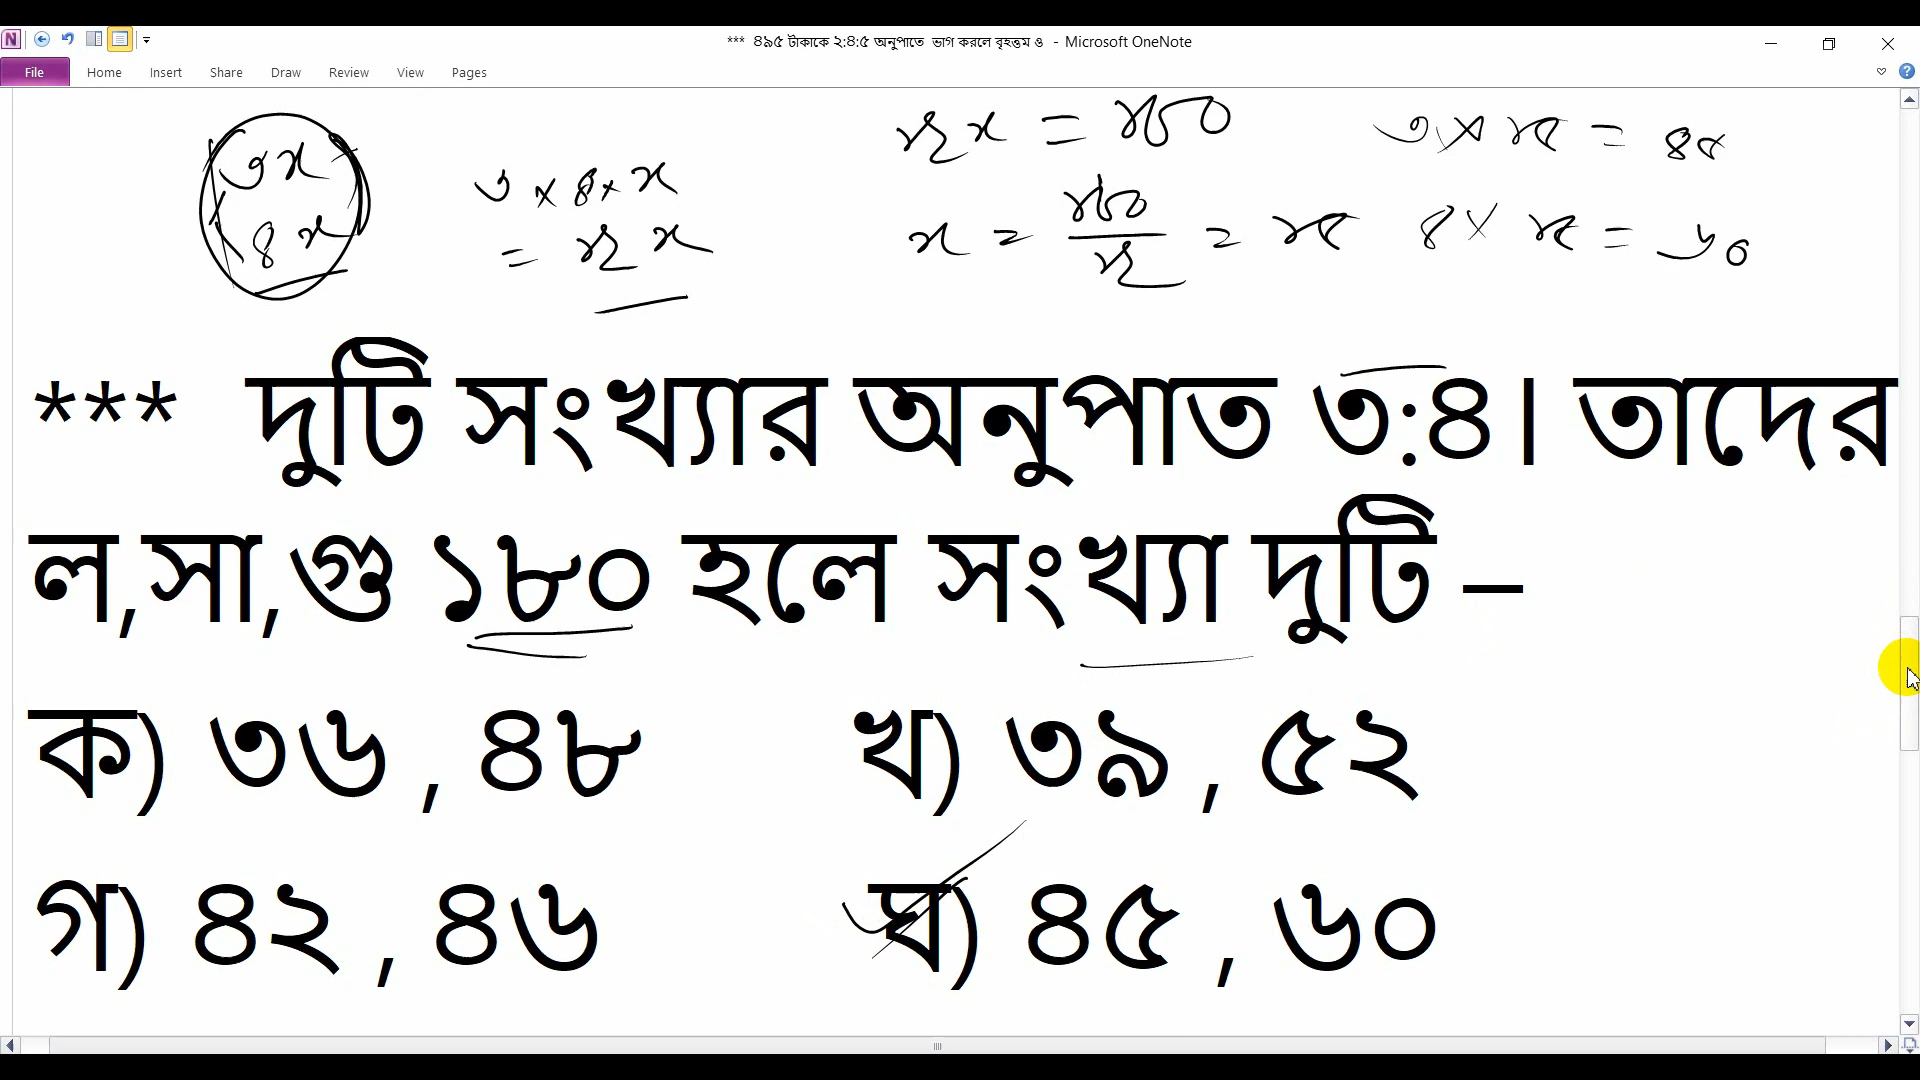 *** ৪৯৫ টাকাকে ২:৪:৫ অনুপাতে ভাগ করলে বৃহত্তম ও - Microsoft OneNote
File Home Insert Share Draw Review View Pages
৩x
৪x
৩ × ৪ × x
= ১২ x
১২ x = ১৮০
x = ১৮০/১২ = ১৫
৩ × ১৫ = ৪৫
৪ × ১৫ = ৬০
*** দুটি সংখ্যার অনুপাত ৩:৪। তাদের
ল,সা,গু ১৮০ হলে সংখ্যা দুটি –
ক) ৩৬ , ৪৮ খ) ৩৯ , ৫২
গ) ৪২ , ৪৬ ঘ) ৪৫ , ৬০